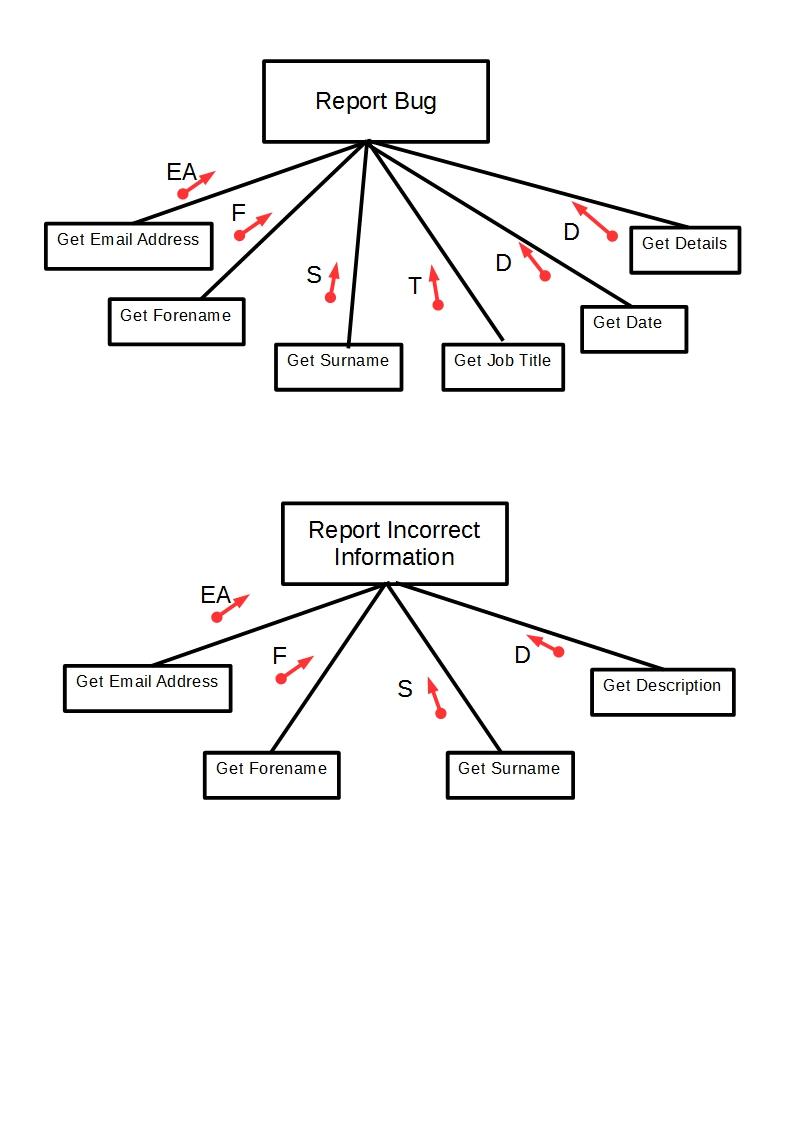 Report Bug
EA
F
Get Email Address
D
Get Details
S
T
D
Get Forename
Get Date
Get Surname
Get Job Title
Report Incorrect
Information
EA
F
D
Get Email Address
S
Get Description
Get Forename
Get Surname